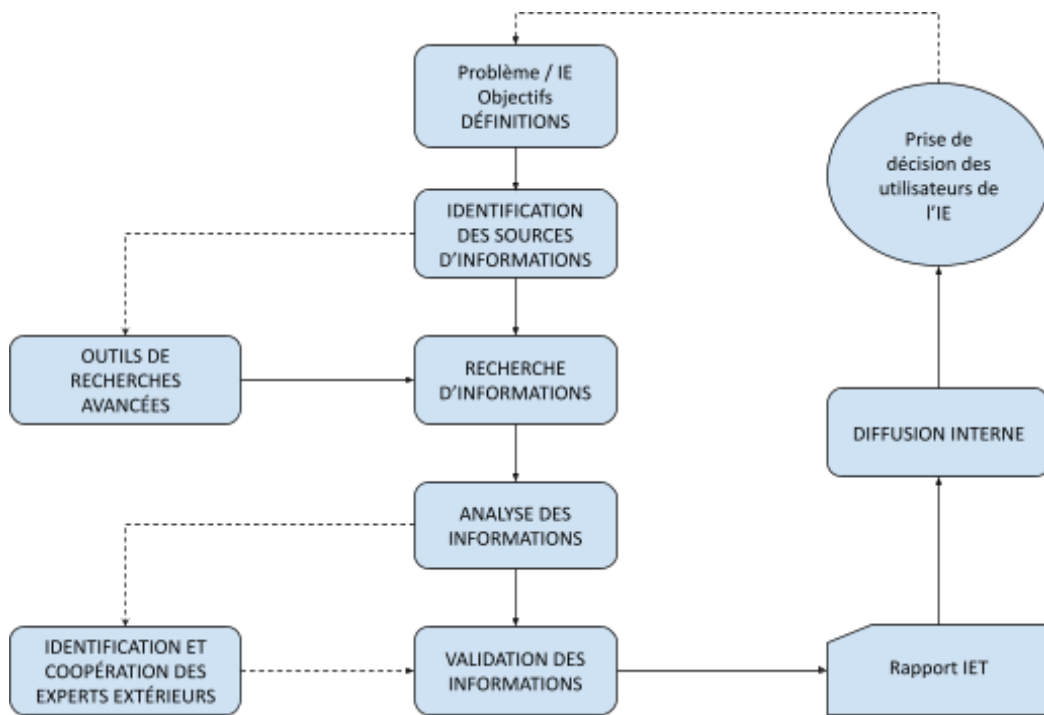 Problème / IE
Objectifs
DÉFINITIONS
Prise de
décision des
utilisateurs de
l'IE
IDENTIFICATION
DES SOURCES
D'INFORMATIONS
OUTILS DE
RECHERCHES
AVANCÉES
RECHERCHE
D'INFORMATIONS
DIFFUSION INTERNE
ANALYSE DES
INFORMATIONS
IDENTIFICATION ET
COOPÉRATION DES
EXPERTS EXTÉRIEURS
VALIDATION DES
INFORMATIONS
Rapport IET